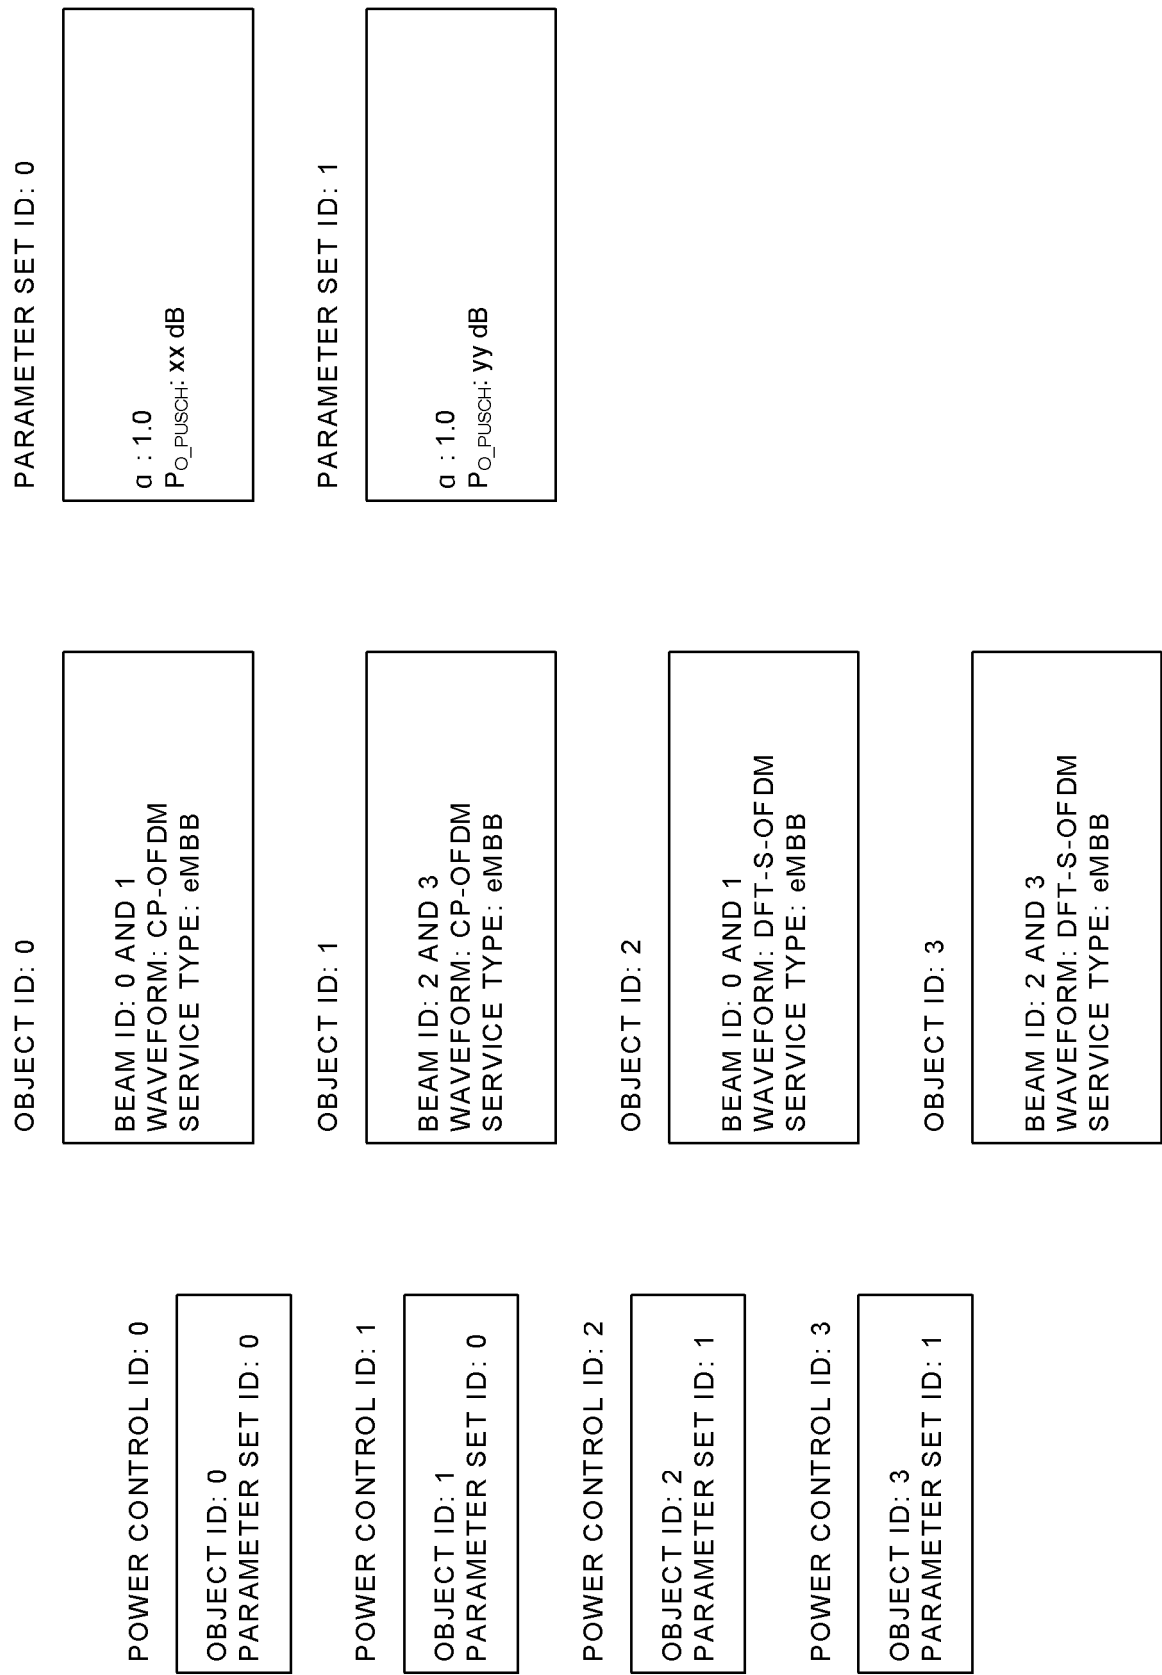 POWER CONTROL ID: 0
OBJECT ID: 0
PARAMETER SET ID: 0
POWER CONTROL ID: 1
OBJECT ID: 1
PARAMETER SET ID: 0
POWER CONTROL ID: 2
OBJECT ID: 2
PARAMETER SET ID: 1
POWER CONTROL ID: 3
OBJECT ID: 3
PARAMETER SET ID: 1
OBJECT ID: 0
BEAM ID: 0 AND 1
WAVEFORM: CP-OFDM
SERVICE TYPE: eMBB
OBJECT ID: 1
BEAM ID: 2 AND 3
WAVEFORM: CP-OFDM
SERVICE TYPE: eMBB
OBJECT ID: 2
BEAM ID: 0 AND 1
WAVEFORM: DFT-S-OFDM
SERVICE TYPE: eMBB
OBJECT ID: 3
BEAM ID: 2 AND 3
WAVEFORM: DFT-S-OFDM
SERVICE TYPE: eMBB
PARAMETER SET ID: 0
α : 1.0
PO_PUSCH: xx dB
PARAMETER SET ID: 1
α : 1.0
PO_PUSCH: yy dB